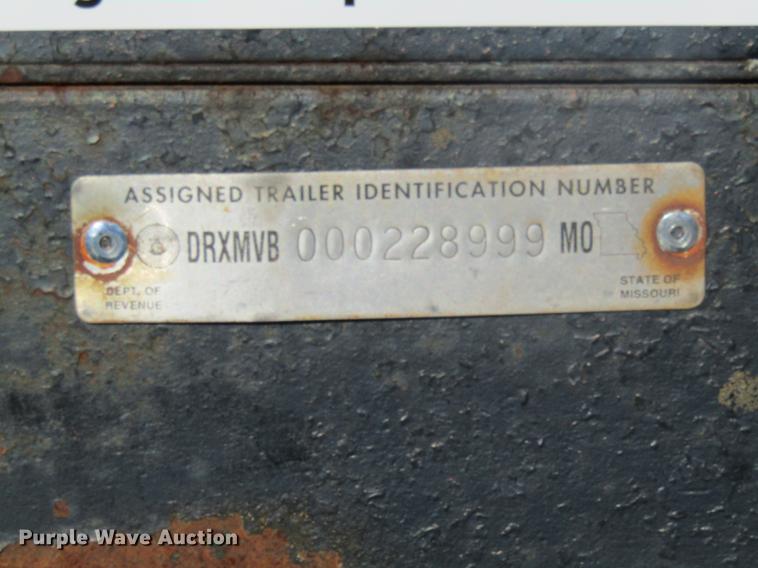 ASSIGNED TRAILER IDENTIFICATION NUMBER
DRXMVB 000228999 MO
DEPT. OF
REVENUE
STATE OF
MISSOURI
Purple Wave Auction